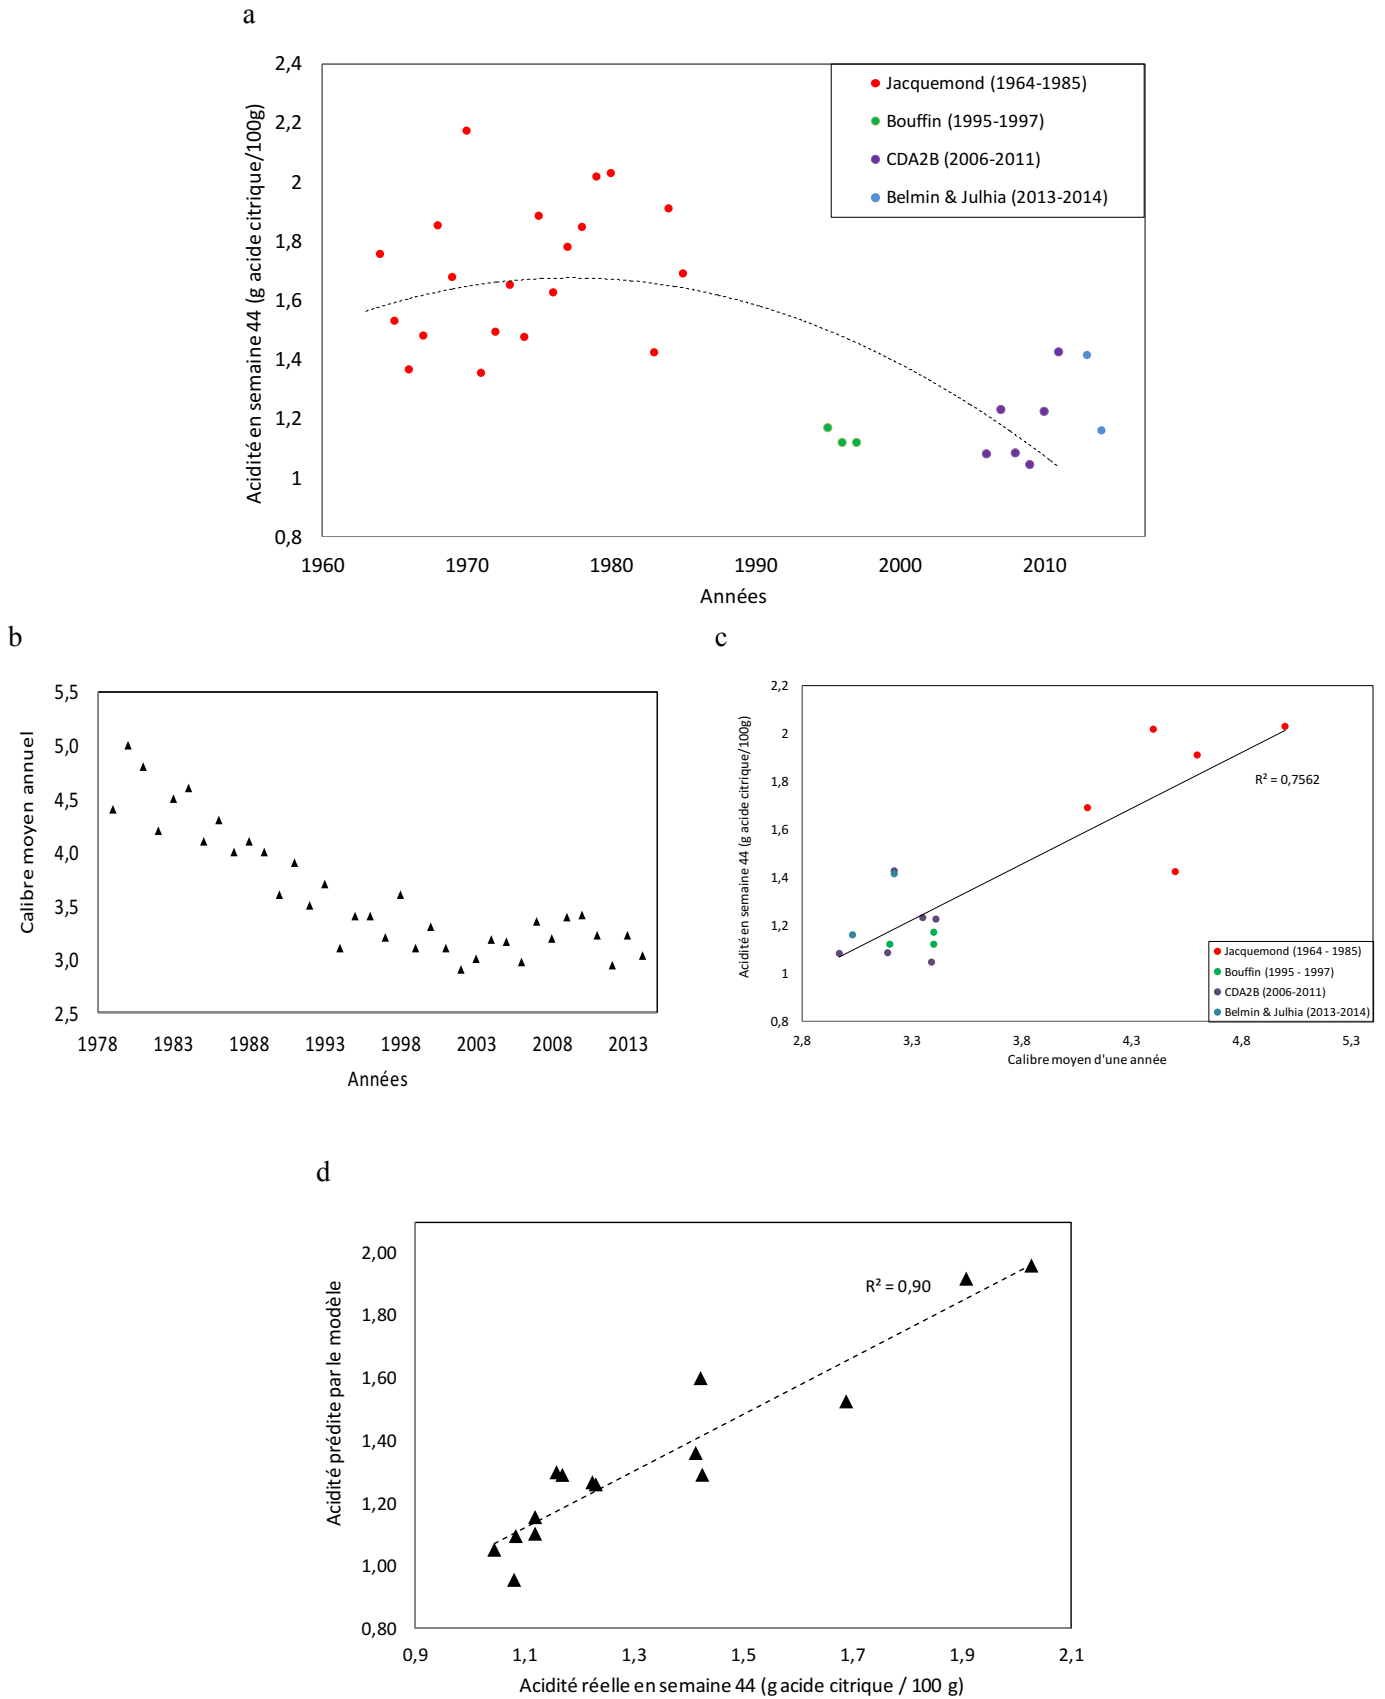 a
2,4
2,2
2
1,8
1,6
1,4
1,2
1
0,8
Acidité en semaine 44 (g acide citrique/100g)
Jacquemond (1964-1985)
Bouffin (1995-1997)
CDA2B (2006-2011)
Belmin & Julhia (2013-2014)
1960 1970 1980 1990 2000 2010
Années
b
5,5
5,0
4,5
4,0
3,5
3,0
2,5
Calibre moyen annuel
1978 1983 1988 1993 1998 2003 2008 2013
Années
c
2,2
2
1,8
1,6
1,4
1,2
1
0,8
Acidité en semaine 44 (g acide citrique/100g)
R² = 0,7562
Jacquemond (1964 - 1985)
Bouffin (1995 - 1997)
CDA2B (2006-2011)
Belmin & Julhia (2013-2014)
2,8 3,3 3,8 4,3 4,8 5,3
Calibre moyen d'une année
d
2,00
1,80
1,60
1,40
1,20
1,00
0,80
Acidité prédite par le modèle
R² = 0,90
0,9 1,1 1,3 1,5 1,7 1,9 2,1
Acidité réelle en semaine 44 (g acide citrique / 100 g)